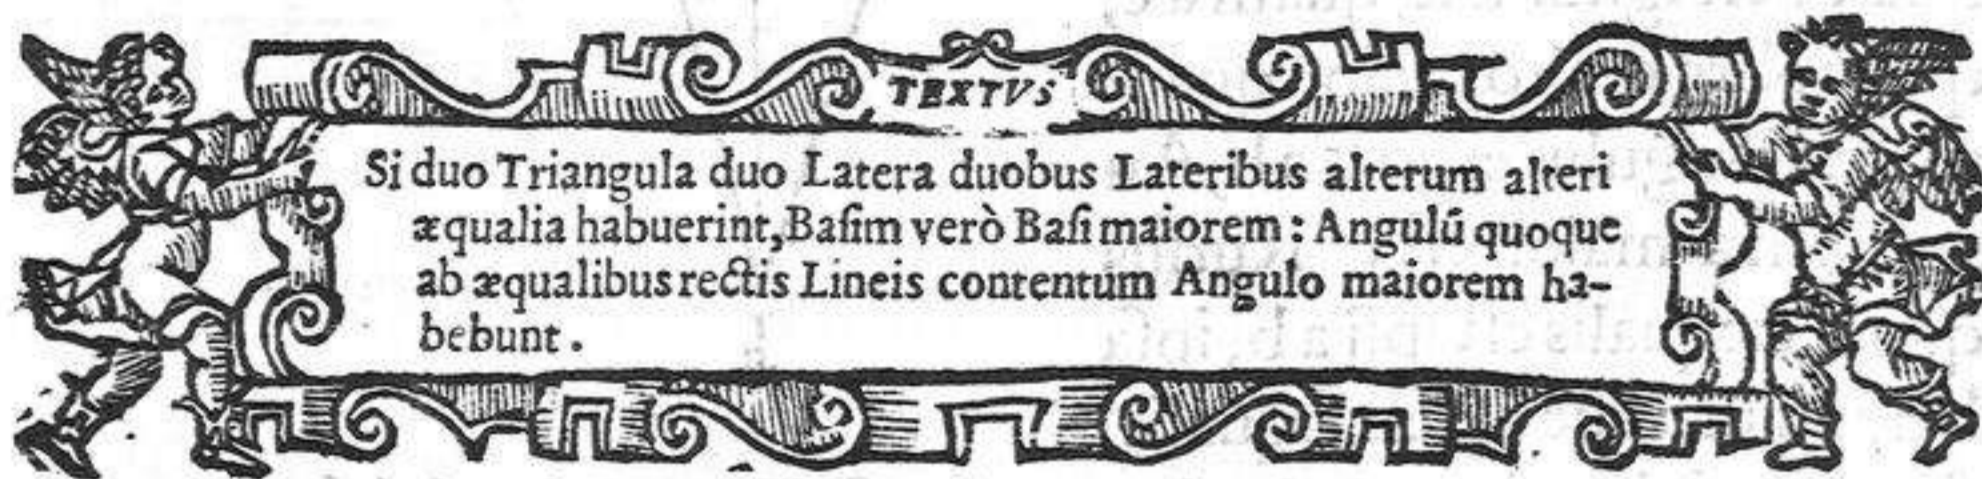 TEXTVS
Si duo Triangula duo Latera duobus Lateribus alterum alteri
æqualia habuerint, Baſim verò Baſi maiorem: Angulũ quoque
ab æqualibus rectis Lineis contentum Angulo maiorem ha-
bebunt.